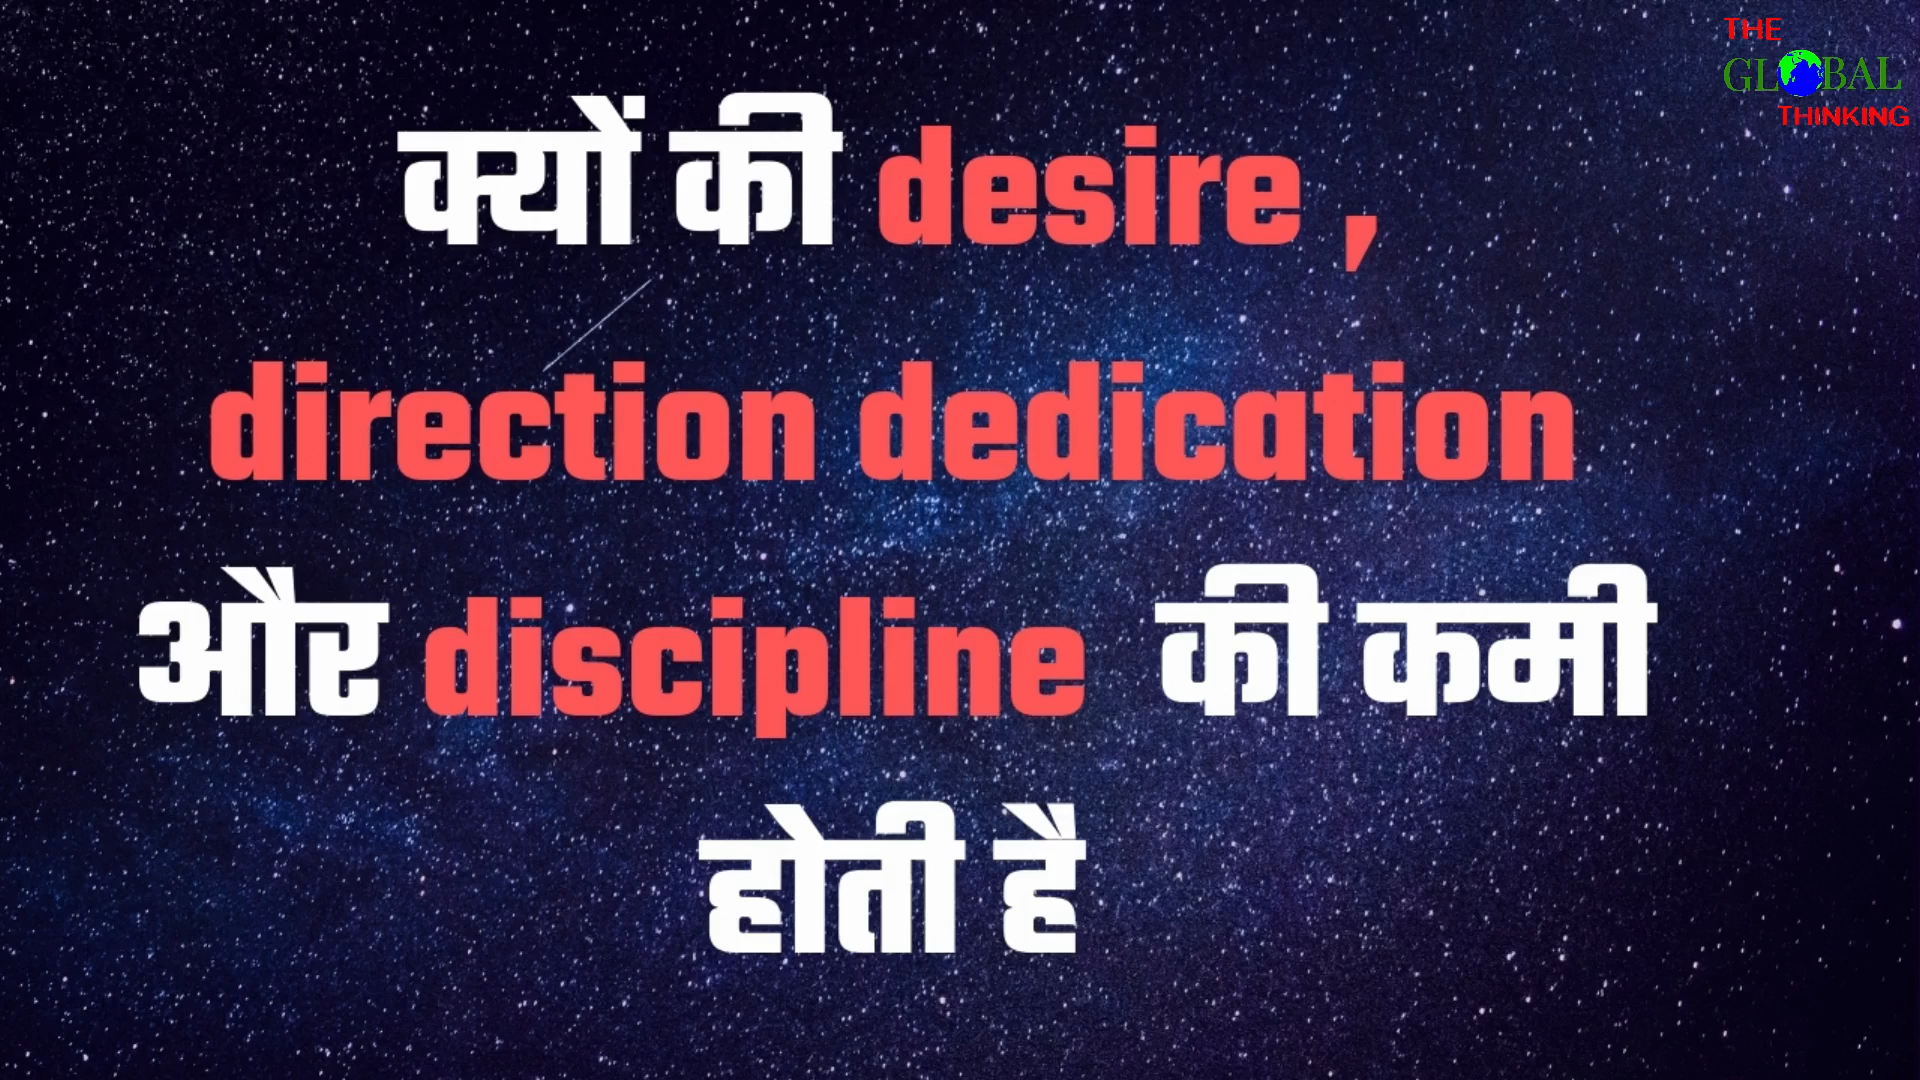 THE
GLOBAL
THINKING
क्यों की desire ,
direction dedication
और discipline की कमी
होती है